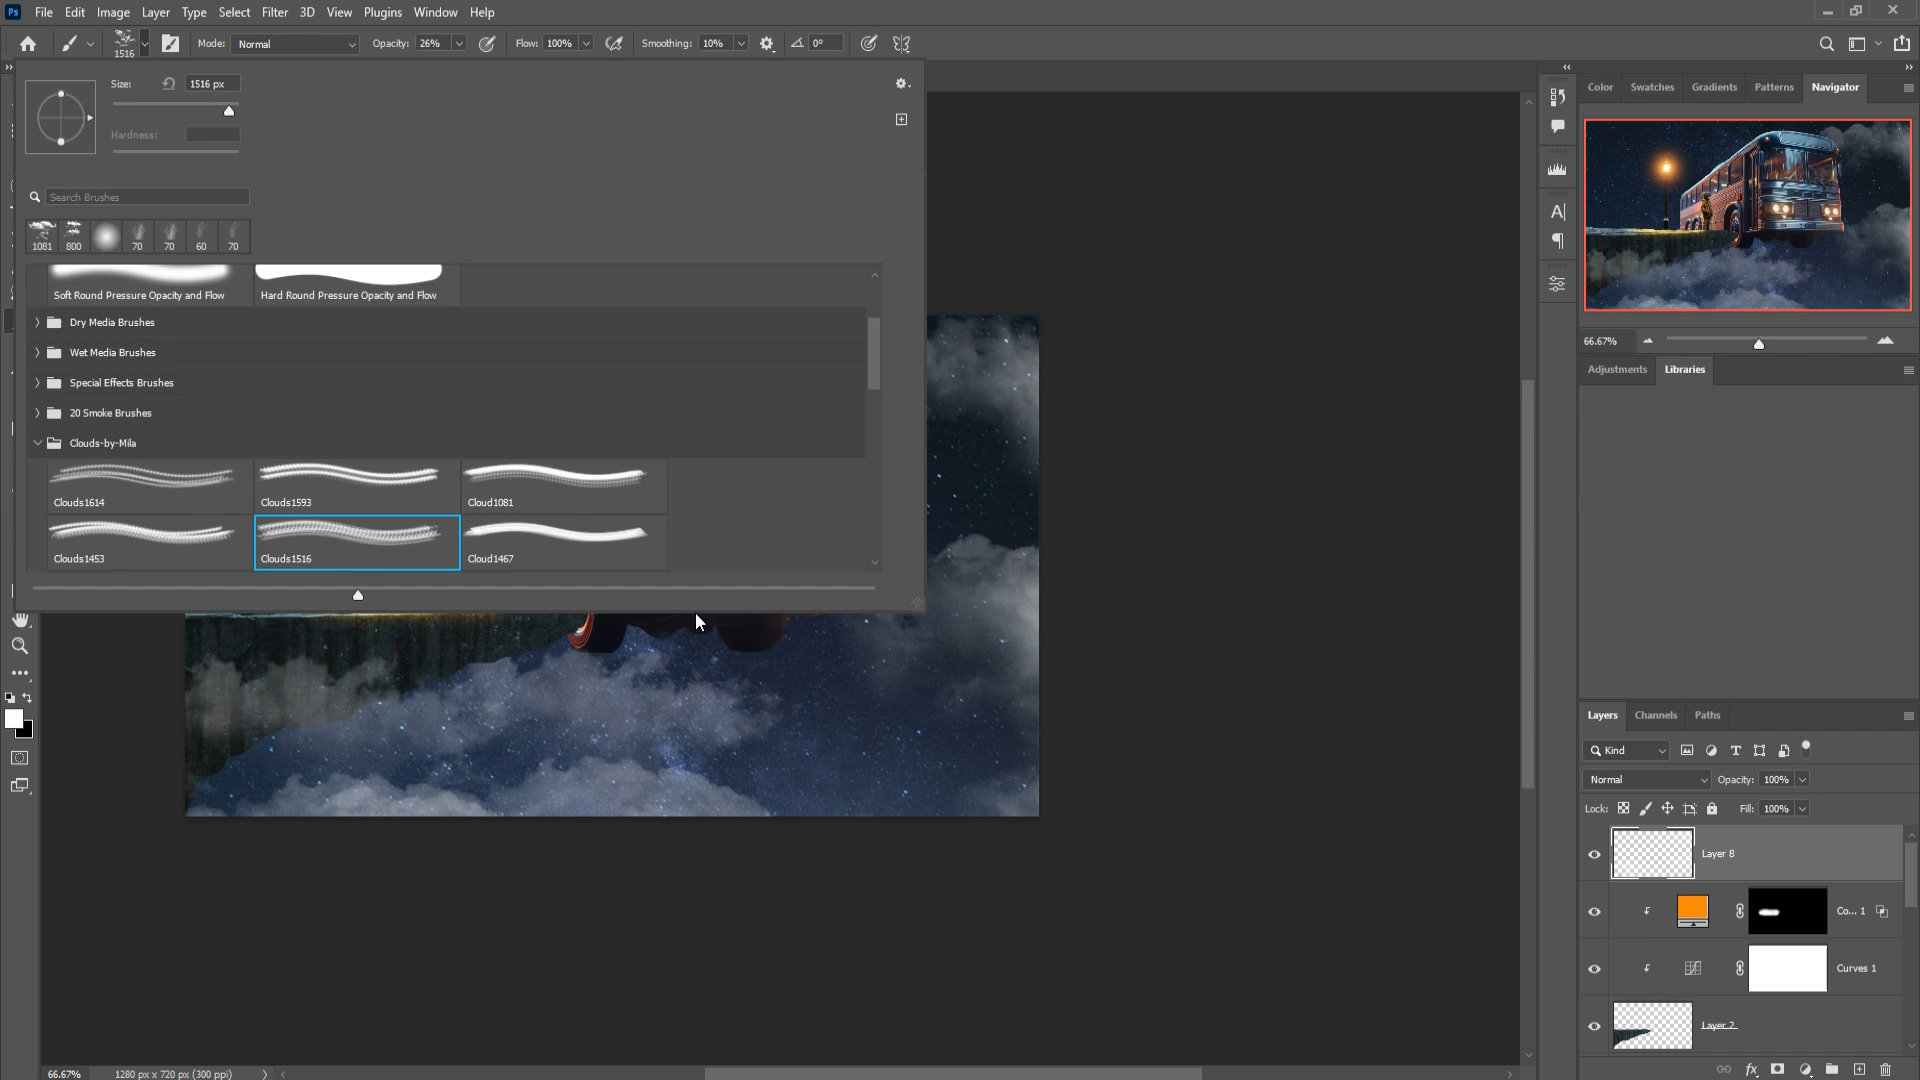 Ps File Edit Image Layer Type Select Filter 3D View Plugins Window Help
1516 Mode: Normal Opacity: 26% Flow: 100% Smoothing: 10% 0°
Size: 1516 px
Hardness:
Search Brushes
1081 800 70 70 60 70
Soft Round Pressure Opacity and Flow Hard Round Pressure Opacity and Flow
Dry Media Brushes
Wet Media Brushes
Special Effects Brushes
20 Smoke Brushes
Clouds-by-Mila
Clouds1614 Clouds1593 Cloud1081
Clouds1453 Clouds1516 Cloud1467
Color Swatches Gradients Patterns Navigator
66.67%
Adjustments Libraries
Layers Channels Paths
Kind
Normal Opacity: 100%
Lock: Fill: 100%
Layer 8
Co... 1
Curves 1
Layer 2
66.67% 1280 px x 720 px (300 ppi)